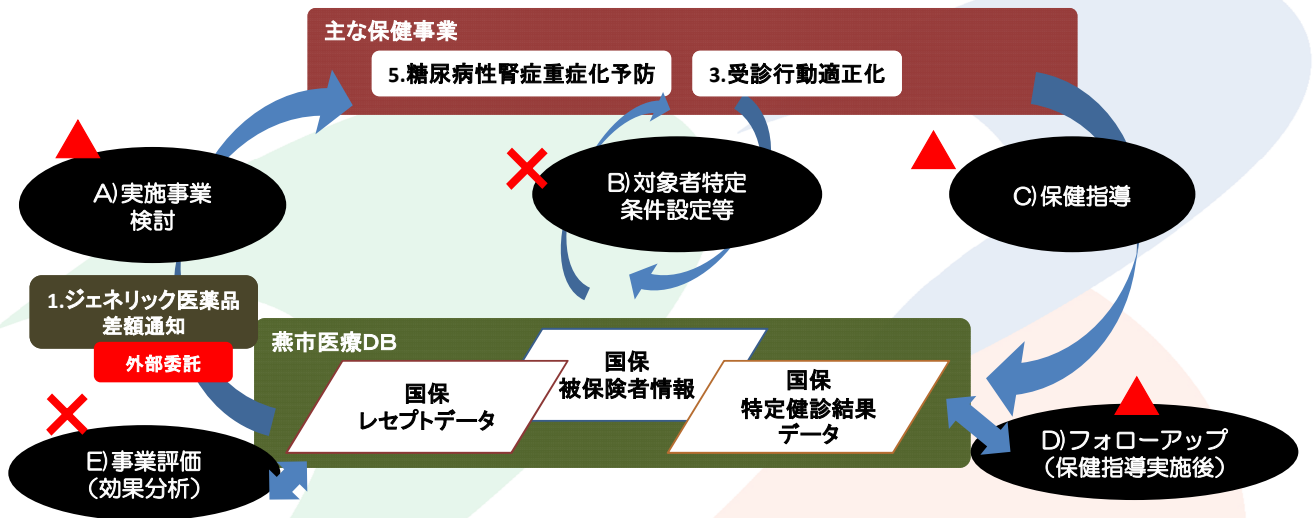 主な保健事業
5.糖尿病性腎症重症化予防
3.受診行動適正化
A)実施事業
検討
B)対象者特定
条件設定等
C)保健指導
1.ジェネリック医薬品
差額通知
外部委託
燕市医療DB
国保
レセプトデータ
国保
被保険者情報
国保
特定健診結果
データ
D)フォローアップ
(保健指導実施後)
E)事業評価
(効果分析)